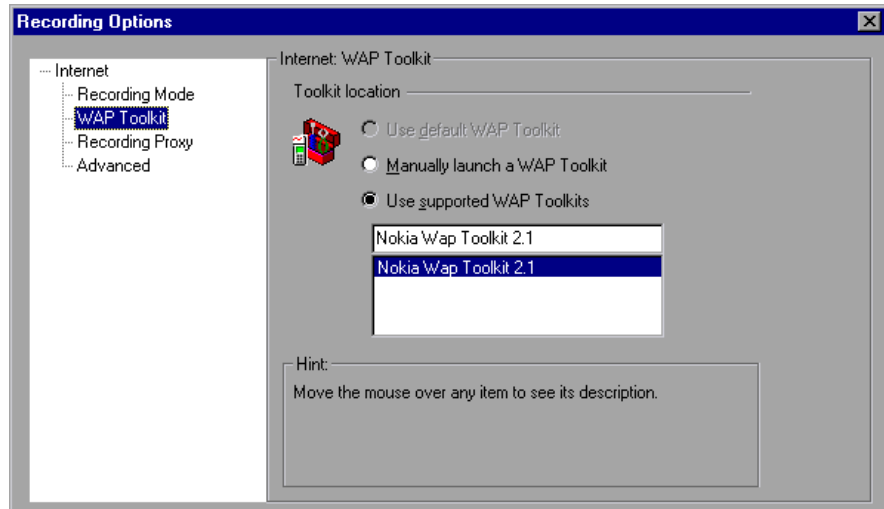 Recording Options
Internet
Recording Mode
WAP Toolkit
Recording Proxy
Advanced
Internet: WAP Toolkit
Toolkit location
Use default WAP Toolkit
Manually launch a WAP Toolkit
Use supported WAP Toolkits
Nokia Wap Toolkit 2.1
Nokia Wap Toolkit 2.1
Hint:
Move the mouse over any item to see its description.